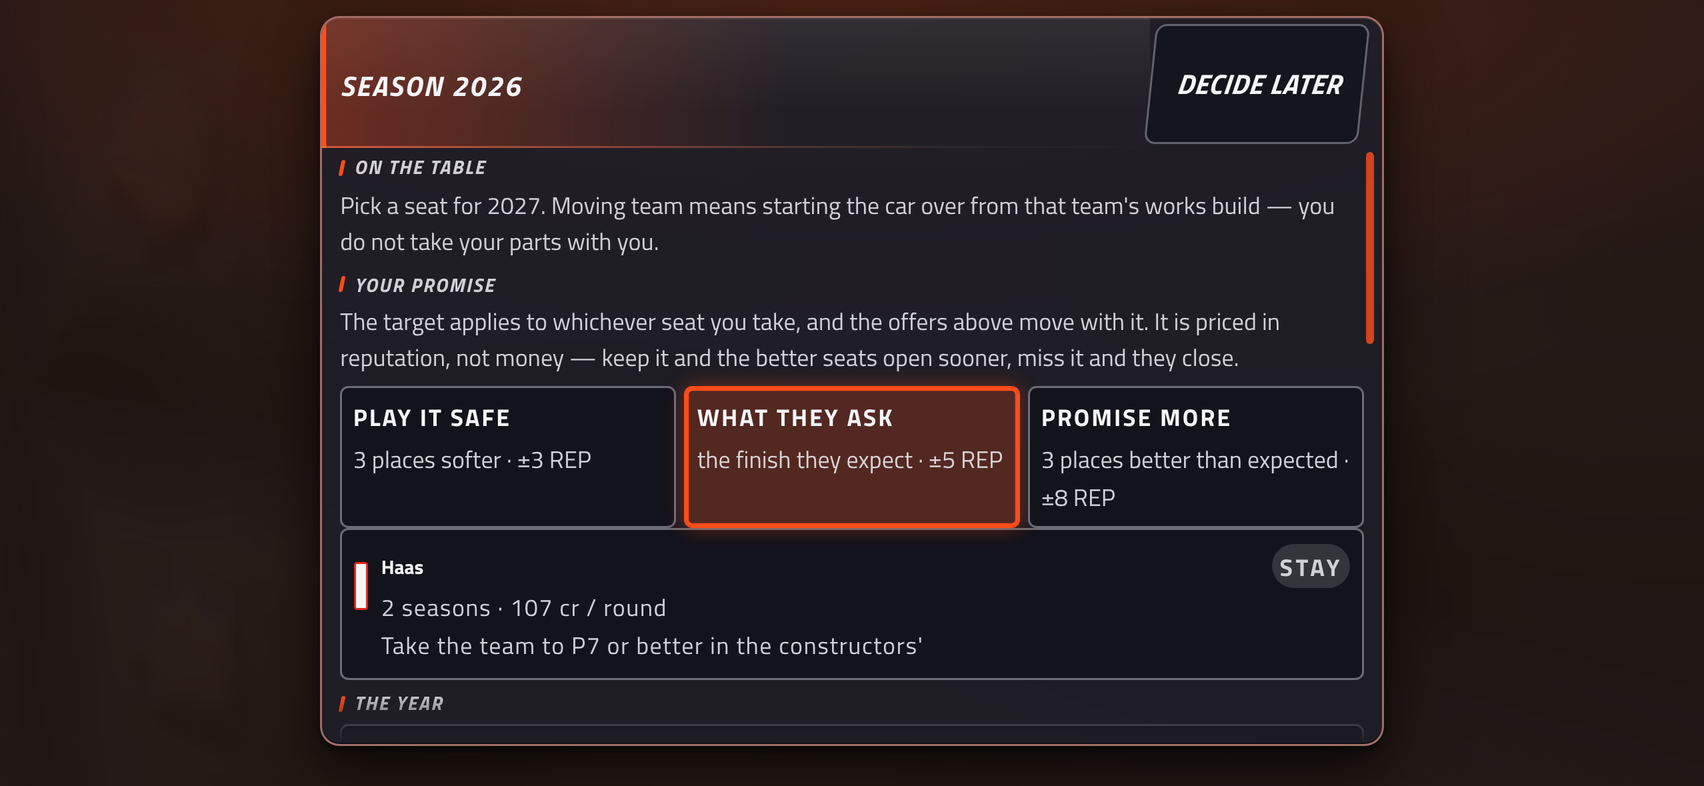 SEASON 2026
DECIDE LATER
ON THE TABLE
Pick a seat for 2027. Moving team means starting the car over from that team's works build — you
do not take your parts with you.
YOUR PROMISE
The target applies to whichever seat you take, and the offers above move with it. It is priced in
reputation, not money — keep it and the better seats open sooner, miss it and they close.
PLAY IT SAFE
3 places softer · ±3 REP
WHAT THEY ASK
the finish they expect · ±5 REP
PROMISE MORE
3 places better than expected ·
±8 REP
Haas
STAY
2 seasons · 107 cr / round
Take the team to P7 or better in the constructors'
THE YEAR